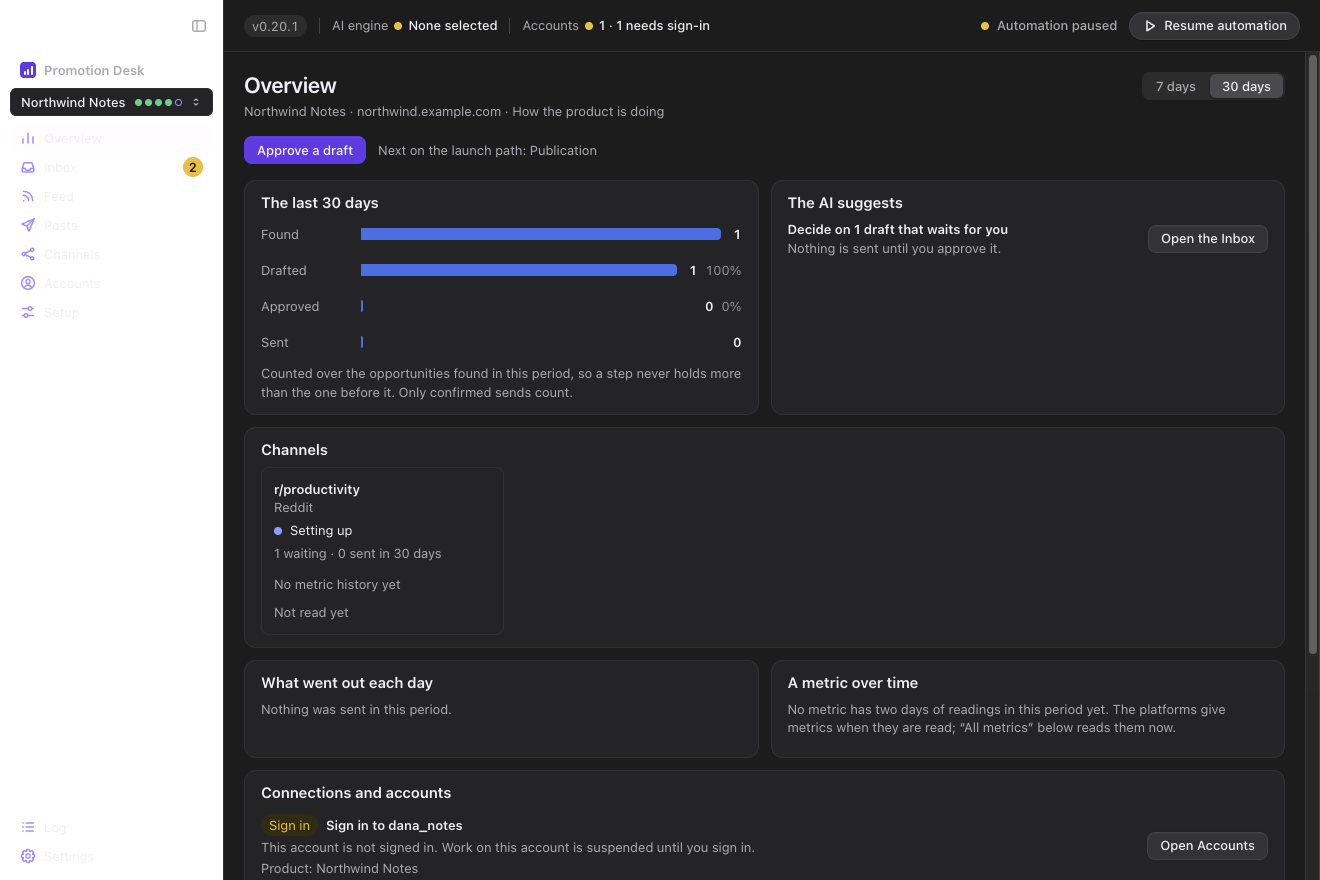 v0.20.1
AI engine None selected
Accounts 1 · 1 needs sign-in
Automation paused
Resume automation
Promotion Desk
Northwind Notes
Overview
Inbox 2
Feed
Posts
Channels
Accounts
Setup
Log
Settings
Overview
7 days 30 days
Northwind Notes · northwind.example.com · How the product is doing
Approve a draft Next on the launch path: Publication
The last 30 days
Found 1
Drafted 1 100%
Approved 0 0%
Sent 0
Counted over the opportunities found in this period, so a step never holds more
than the one before it. Only confirmed sends count.
The AI suggests
Decide on 1 draft that waits for you
Nothing is sent until you approve it.
Open the Inbox
Channels
r/productivity
Reddit
Setting up
1 waiting · 0 sent in 30 days
No metric history yet
Not read yet
What went out each day
Nothing was sent in this period.
A metric over time
No metric has two days of readings in this period yet. The platforms give
metrics when they are read; “All metrics” below reads them now.
Connections and accounts
Sign in Sign in to dana_notes
This account is not signed in. Work on this account is suspended until you sign in.
Product: Northwind Notes
Open Accounts